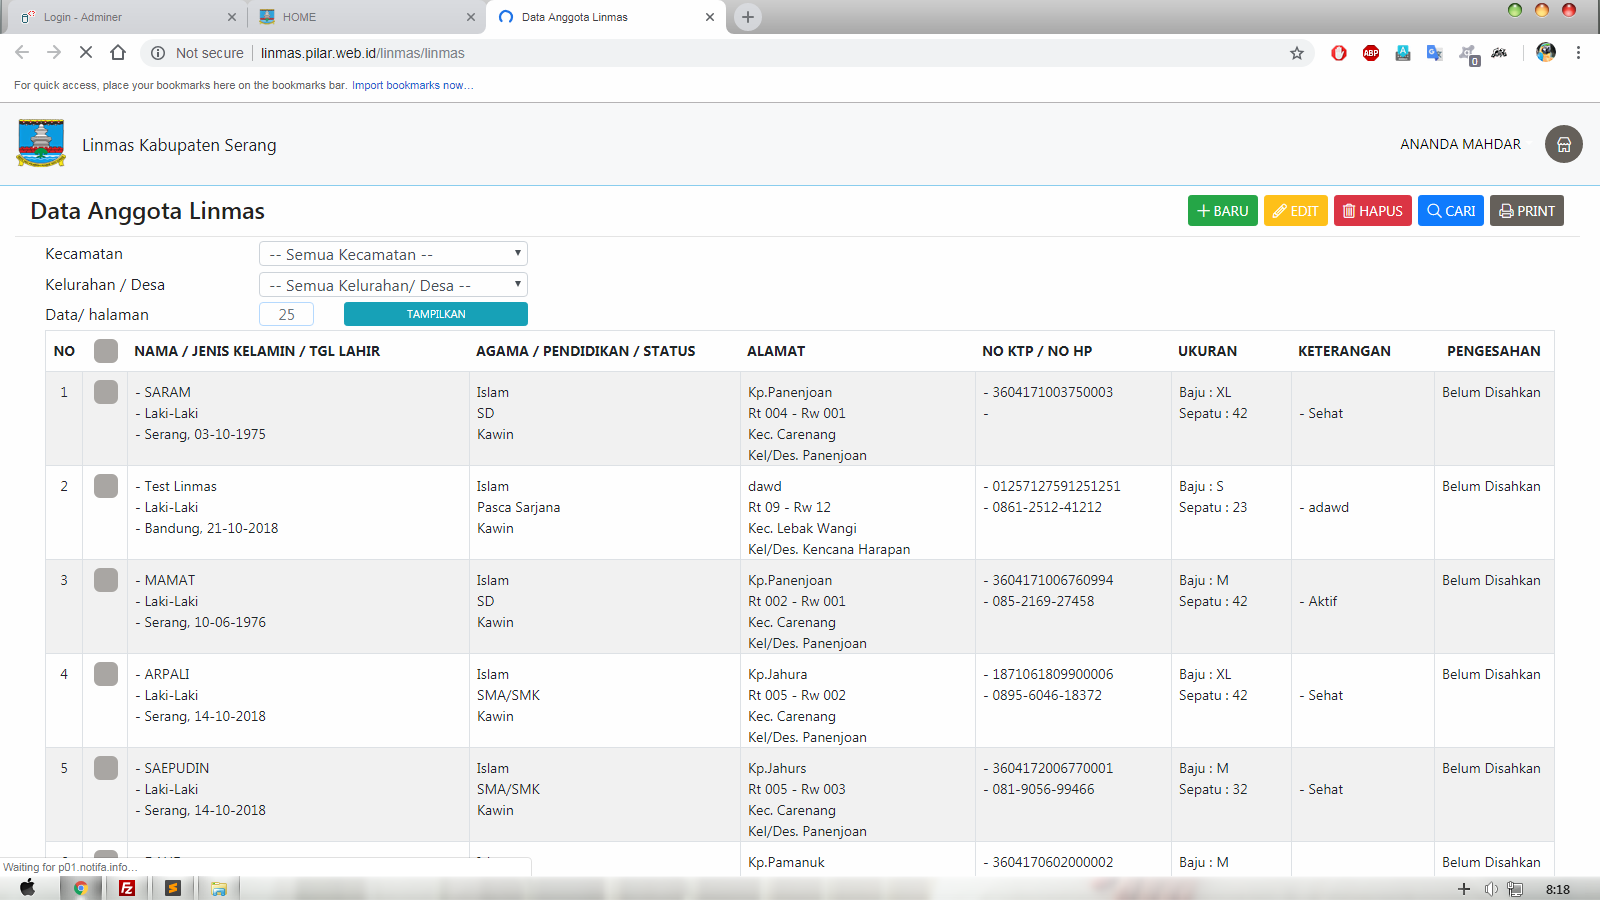 Login - Adminer
HOME
Data Anggota Linmas
Not secure
linmas.pilar.web.id/linmas/linmas
ABP
0
For quick access, place your bookmarks here on the bookmarks bar. Import bookmarks now...
Linmas Kabupaten Serang
ANANDA MAHDAR
Data Anggota Linmas
BARU
EDIT
HAPUS
CARI
PRINT
Kecamatan
-- Semua Kecamatan --
Kelurahan / Desa
-- Semua Kelurahan/ Desa --
Data/ halaman
25
TAMPILKAN
NO NAMA / JENIS KELAMIN / TGL LAHIR AGAMA / PENDIDIKAN / STATUS ALAMAT NO KTP / NO HP UKURAN KETERANGAN PENGESAHAN
1 - SARAM Islam Kp.Panenjoan - 3604171003750003 Baju : XL Belum Disahkan
- Laki-Laki SD Rt 004 - Rw 001 - Sepatu : 42 - Sehat
- Serang, 03-10-1975 Kawin Kec. Carenang
Kel/Des. Panenjoan
2 - Test Linmas Islam dawd - 01257127591251251 Baju : S Belum Disahkan
- Laki-Laki Pasca Sarjana Rt 09 - Rw 12 - 0861-2512-41212 Sepatu : 23 - adawd
- Bandung, 21-10-2018 Kawin Kec. Lebak Wangi
Kel/Des. Kencana Harapan
3 - MAMAT Islam Kp.Panenjoan - 3604171006760994 Baju : M Belum Disahkan
- Laki-Laki SD Rt 002 - Rw 001 - 085-2169-27458 Sepatu : 42 - Aktif
- Serang, 10-06-1976 Kawin Kec. Carenang
Kel/Des. Panenjoan
4 - ARPALI Islam Kp.Jahura - 1871061809900006 Baju : XL Belum Disahkan
- Laki-Laki SMA/SMK Rt 005 - Rw 002 - 0895-6046-18372 Sepatu : 42 - Sehat
- Serang, 14-10-2018 Kawin Kec. Carenang
Kel/Des. Panenjoan
5 - SAEPUDIN Islam Kp.Jahurs - 3604172006770001 Baju : M Belum Disahkan
- Laki-Laki SMA/SMK Rt 005 - Rw 003 - 081-9056-99466 Sepatu : 32 - Sehat
- Serang, 14-10-2018 Kawin Kec. Carenang
Kel/Des. Panenjoan
Kp.Pamanuk - 3604170602000002 Baju : M Belum Disahkan
Waiting for p01.notifa.info...
8:18